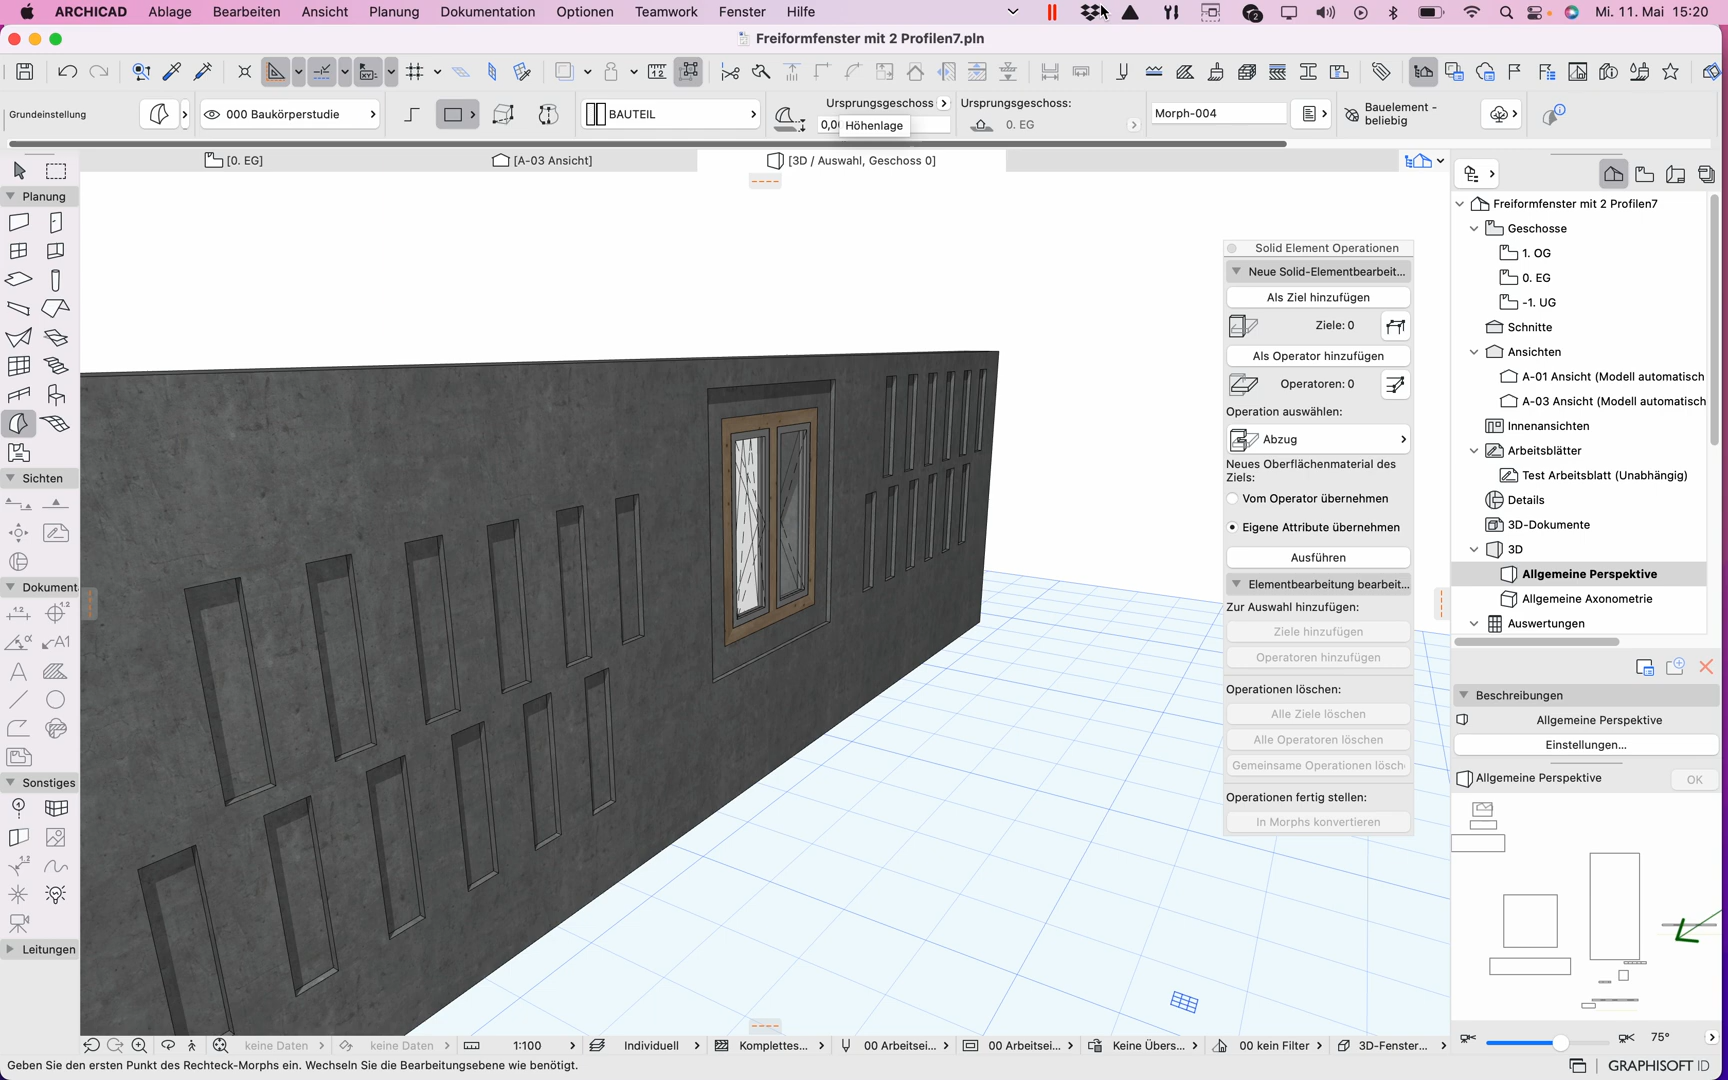 ARCHICAD Ablage Bearbeiten Ansicht Planung Dokumentation Optionen Teamwork Fenster Hilfe
2
Mi. 11. Mai 15:20
Freiformfenster mit 2 Profilen7.pln
Grundeinstellung
000 Baukörperstudie
BAUTEIL
Ursprungsgeschoss
0,0
Höhenlage
Ursprungsgeschoss:
0. EG
Morph-004
Bauelement -
beliebig
[0. EG]
[A-03 Ansicht]
[3D / Auswahl, Geschoss 0]
Planung
Sichten
Dokument
1.2
1.2
A1
A
Sonstiges
1
1.2
Leitungen
Solid Element Operationen
Neue Solid-Elementbearbeit...
Als Ziel hinzufügen
Ziele: 0
Als Operator hinzufügen
Operatoren: 0
Operation auswählen:
Abzug
Neues Oberflächenmaterial des
Ziels:
Vom Operator übernehmen
Eigene Attribute übernehmen
Ausführen
Elementbearbeitung bearbeit...
Zur Auswahl hinzufügen:
Ziele hinzufügen
Operatoren hinzufügen
Operationen löschen:
Alle Ziele löschen
Alle Operatoren löschen
Gemeinsame Operationen lösch
Operationen fertig stellen:
In Morphs konvertieren
Freiformfenster mit 2 Profilen7
Geschosse
1. OG
0. EG
-1. UG
Schnitte
Ansichten
A-01 Ansicht (Modell automatisch
A-03 Ansicht (Modell automatisch
Innenansichten
Arbeitsblätter
Test Arbeitsblatt (Unabhängig)
Details
3D-Dokumente
3D
Allgemeine Perspektive
Allgemeine Axonometrie
Auswertungen
Beschreibungen
Allgemeine Perspektive
Einstellungen...
Allgemeine Perspektive
OK
75°
keine Daten
keine Daten
1:100
Individuell
Komplettes...
00 Arbeitsei...
00 Arbeitsei...
Keine Übers...
00 kein Filter
3D-Fenster...
Geben Sie den ersten Punkt des Rechteck-Morphs ein. Wechseln Sie die Bearbeitungsebene wie benötigt.
GRAPHISOFT ID